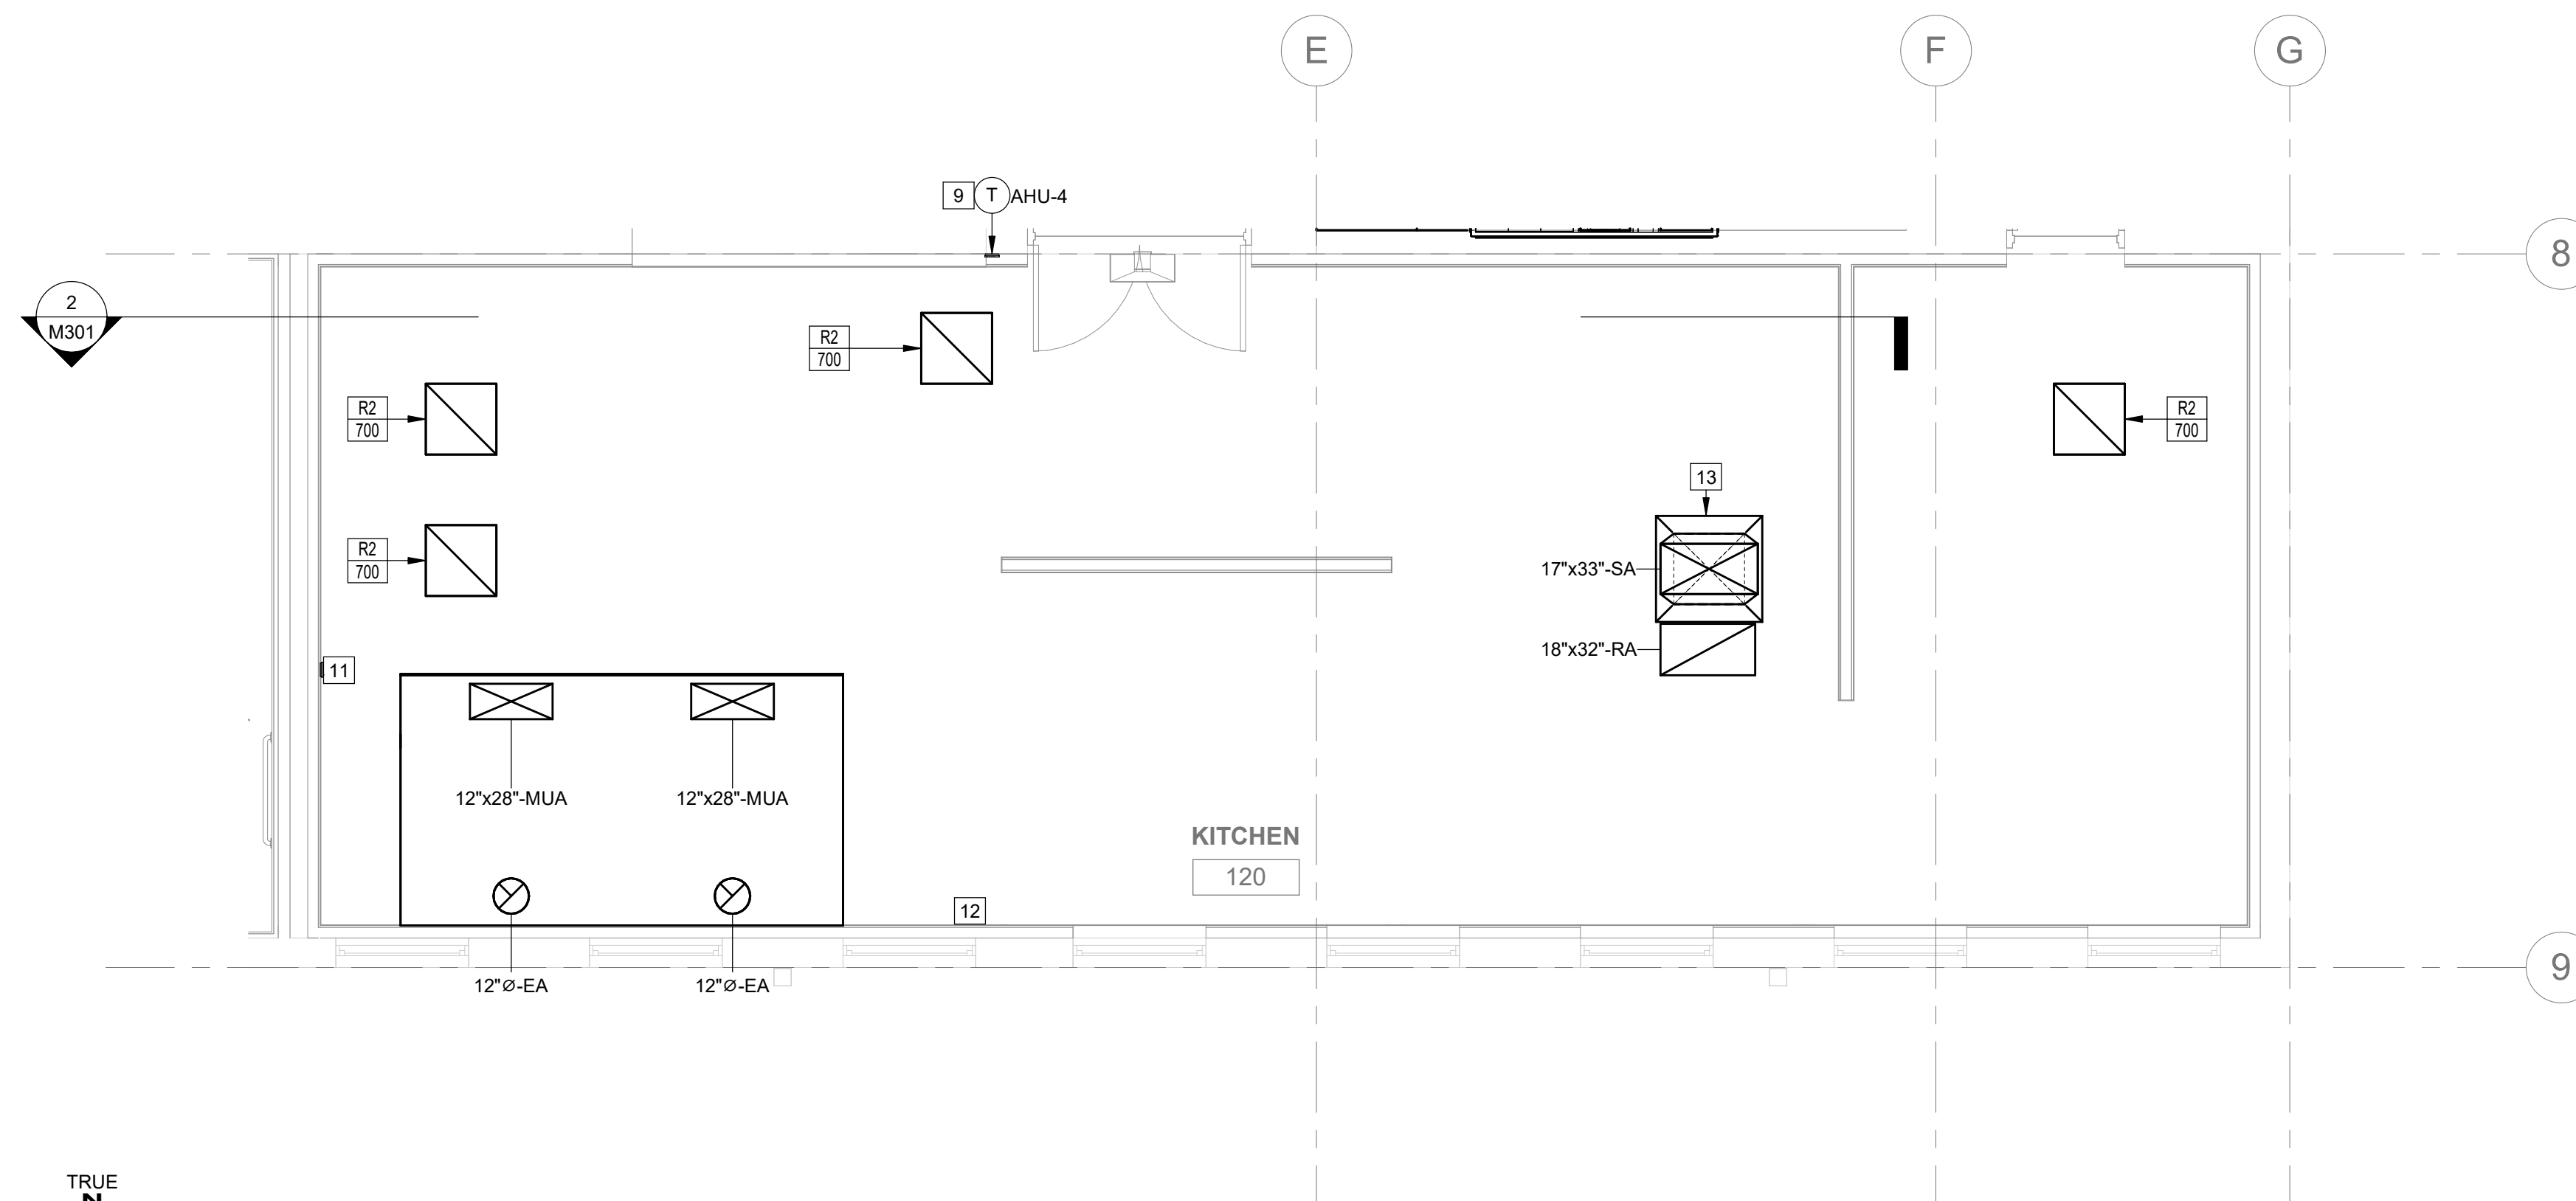 E
F
G
9
T
AHU-4
8
2
M301
R2
700
R2
700
R2
700
13
R2
700
17"x33"-SA
18"x32"-RA
11
12"x28"-MUA
12"x28"-MUA
KITCHEN
120
12
9
12"∅-EA
12"∅-EA
TRUE
N